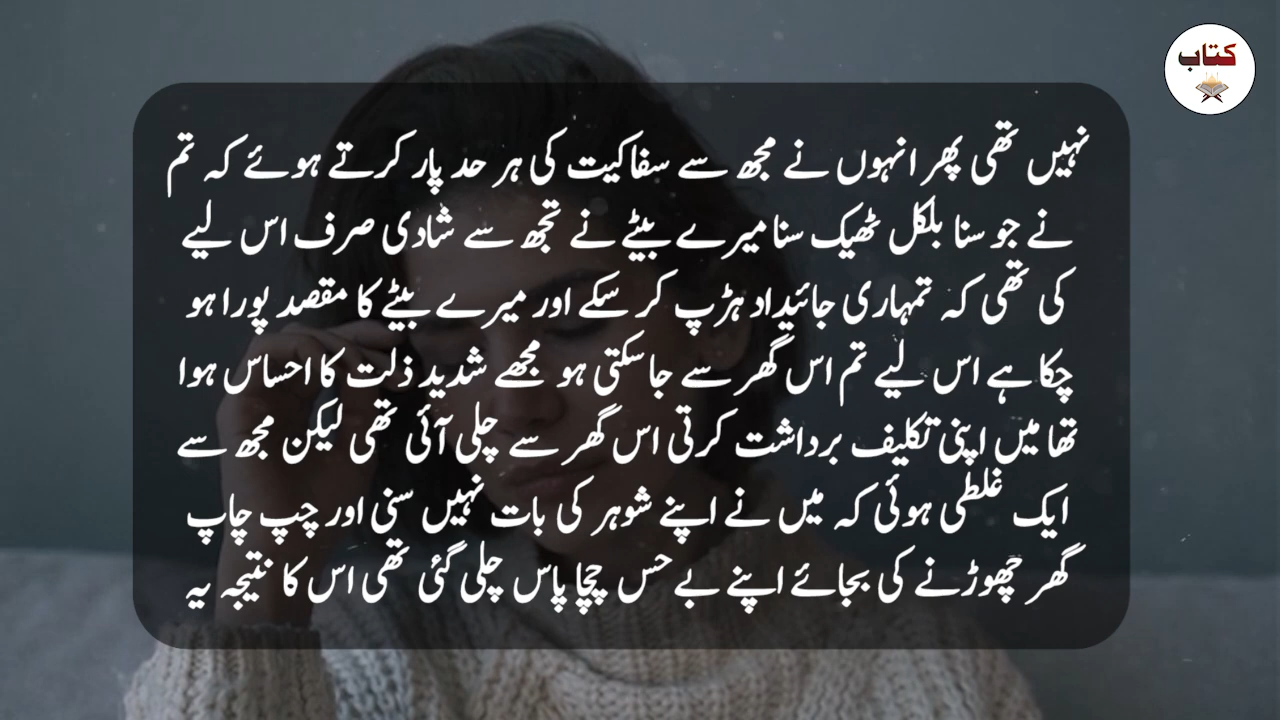 کتاب
نہیں تھی پھر انہوں نے مجھ سے سفاکیت کی ہر حد پار کرتے ہوئے کہ تم
نے جو سنا بلکل ٹھیک سنا میرے بیٹے نے تجھ سے شادی صرف اس لیے
کی تھی کہ تمہاری جائیداد ہڑپ کر سکے اور میرے بیٹے کا مقصد پورا ہو
چکا ہے اس لیے تم اس گھر سے جا سکتی ہو مجھے شدید ذلت کا احساس ہوا
تھا میں اپنی تکلیف برداشت کرتی اس گھر سے چلی آئی تھی لیکن مجھ سے
ایک غلطی ہوئی کہ میں نے اپنے شوہر کی بات نہیں سنی اور چپ چاپ
گھر چھوڑنے کی بجائے اپنے بے حس چچا پاس چلی گئی تھی اس کا نتیجہ یہ